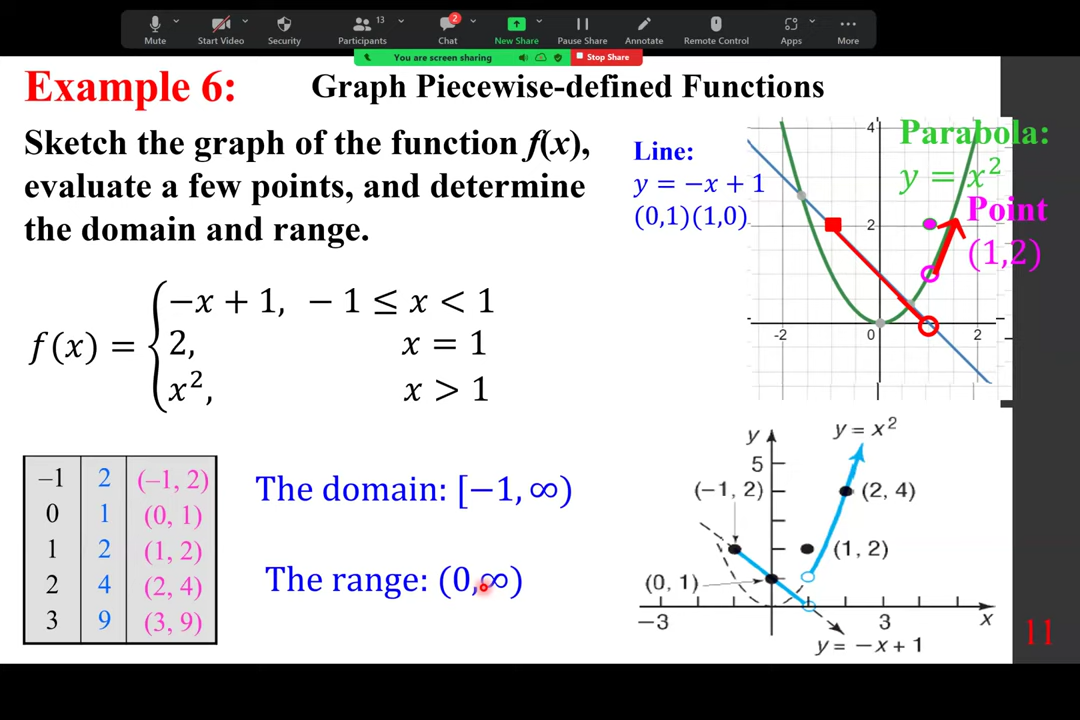 Mute
Start Video
Security
Participants
13
Chat
2
New Share
Pause Share
Annotate
Remote Control
Apps
More
You are screen sharing
Stop Share
Example 6:
Graph Piecewise-defined Functions
Sketch the graph of the function f(x),
evaluate a few points, and determine
the domain and range.
Line:
y = −x + 1
(0,1)(1,0)
4
2
-2
0
2
Parabola:
y = x²
Point
(1,2)
f(x) = { −x + 1, − 1 ≤ x < 1
2, x = 1
x², x > 1
–1 2 (–1, 2)
0 1 (0, 1)
1 2 (1, 2)
2 4 (2, 4)
3 9 (3, 9)
The domain: [−1, ∞)
The range: (0,∞)
y
y = x²
5
(−1, 2)
(2, 4)
(1, 2)
(0, 1)
−3
3
x
y = −x + 1
11